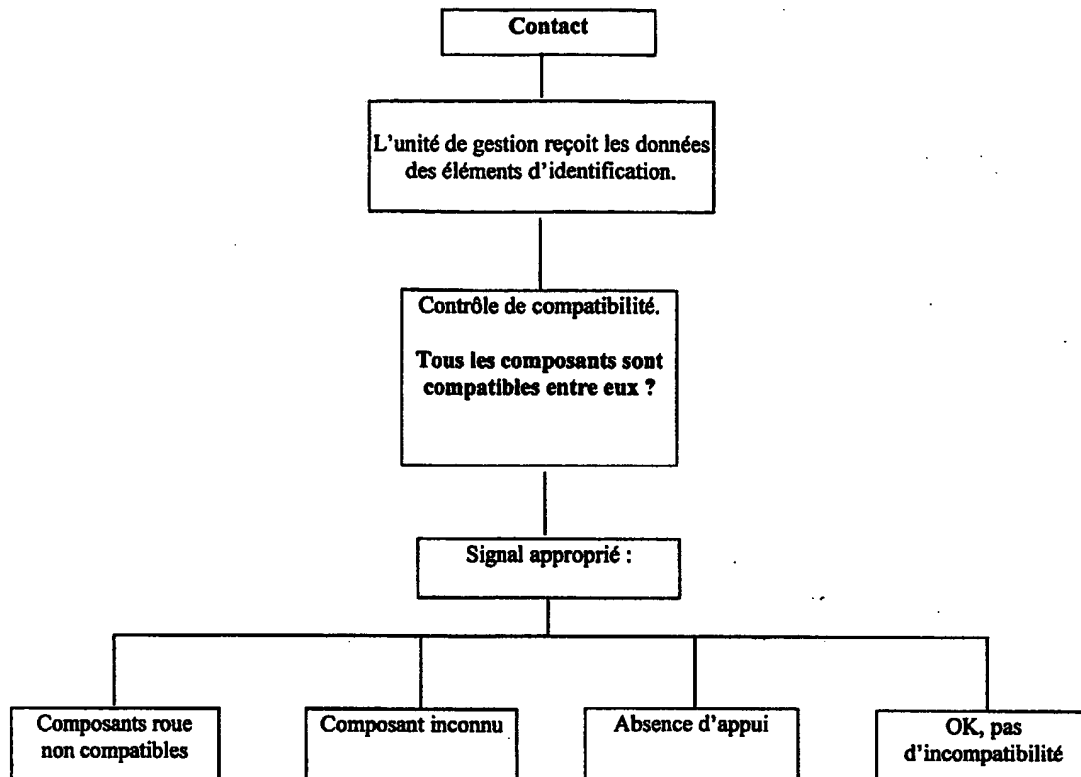 Contact
L'unité de gestion reçoit les données
des éléments d'identification.
Contrôle de compatibilité.
Tous les composants sont
compatibles entre eux ?
Signal approprié :
Composants roue
non compatibles
Composant inconnu
Absence d'appui
OK, pas
d'incompatibilité